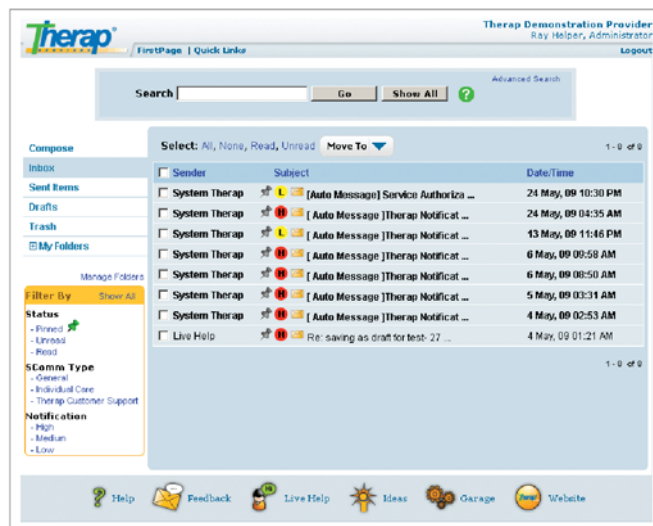 Therap
SERVICES
Therap Demonstration Provider
Ray Helper, Administrator
FirstPage | Quick Links
Logout
Search Go Show All ?
Advanced Search
Compose
Inbox
Sent Items
Drafts
Trash
My Folders
Manage Folders
Filter By Show All
Status
- Pinned
- Unread
- Read
SComm Type
- General
- Individual Care
- Therap Customer Support
Notification
- High
- Medium
- Low
Select: All, None, Read, Unread Move To
1 - 8 of 8
Sender Subject Date/Time
System Therap L [Auto Message] Service Authoriza ... 24 May, 09 10:30 PM
System Therap H [ Auto Message ]Therap Notificat ... 24 May, 09 04:35 AM
System Therap L [ Auto Message ]Therap Notificat ... 13 May, 09 11:46 PM
System Therap H [ Auto Message ]Therap Notificat ... 6 May, 09 09:58 AM
System Therap H [ Auto Message ]Therap Notificat ... 6 May, 09 08:50 AM
System Therap H [ Auto Message ]Therap Notificat ... 5 May, 09 03:31 AM
System Therap H [ Auto Message ]Therap Notificat ... 4 May, 09 02:53 AM
Live Help H Re: saving as draft for test- 27 ... 4 May, 09 01:21 AM
1 - 8 of 8
Help Feedback Live Help Ideas Garage Website